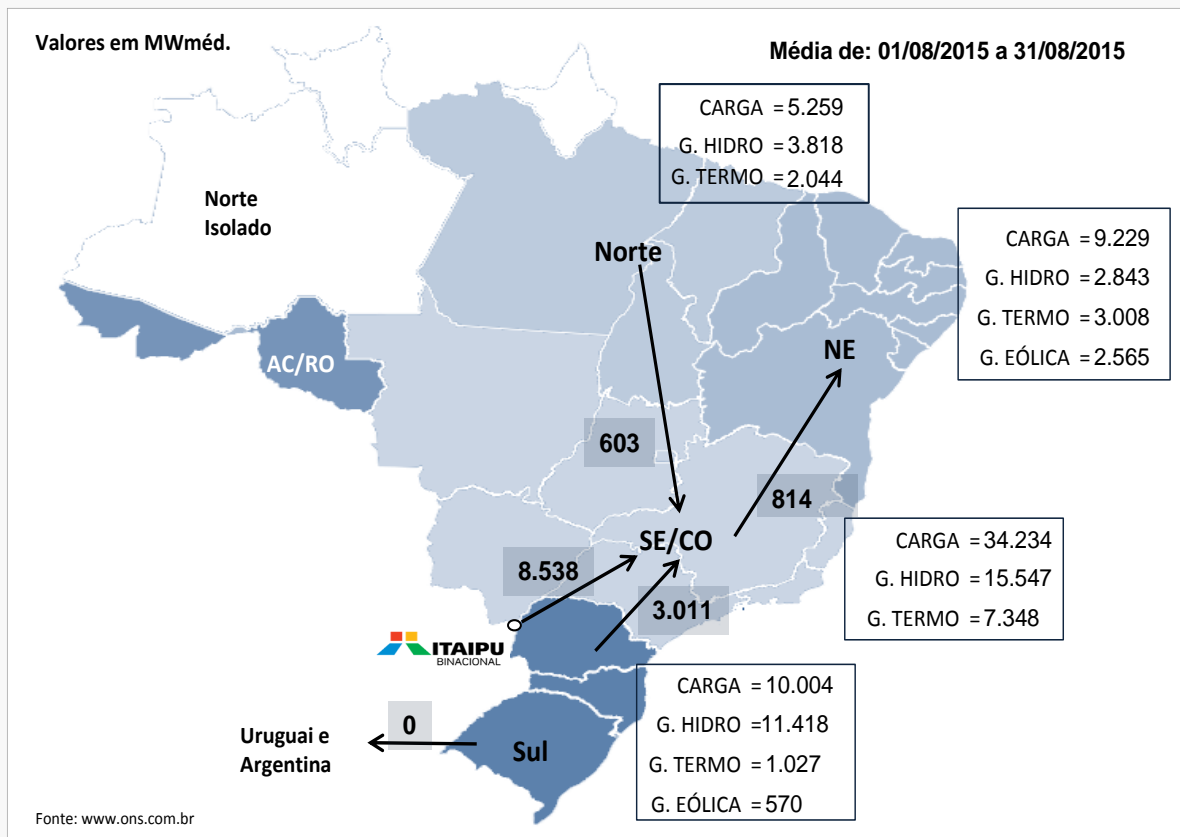 Valores em MWméd.
Média de: 01/08/2015 a 31/08/2015
CARGA = 5.259
G. HIDRO = 3.818
G. TERMO = 2.044
Norte
Isolado
Norte
CARGA = 9.229
G. HIDRO = 2.843
G. TERMO = 3.008
G. EÓLICA = 2.565
AC/RO
NE
603
814
SE/CO
CARGA = 34.234
G. HIDRO = 15.547
G. TERMO = 7.348
8.538
3.011
ITAIPU
BINACIONAL
CARGA = 10.004
G. HIDRO = 11.418
G. TERMO = 1.027
G. EÓLICA = 570
0
Uruguai e
Argentina
Sul
Fonte: www.ons.com.br